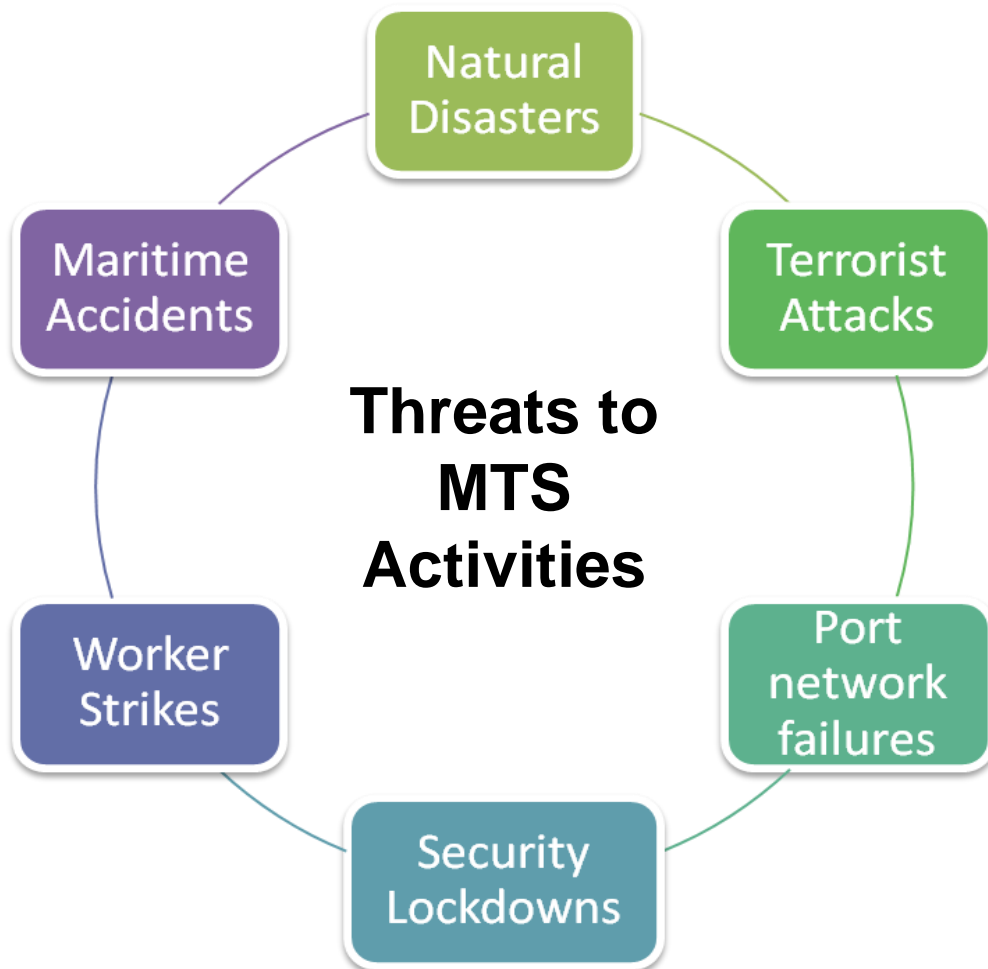 Natural
Disasters
Terrorist
Attacks
Port
network
failures
Security
Lockdowns
Worker
Strikes
Maritime
Accidents
Threats to
MTS
Activities